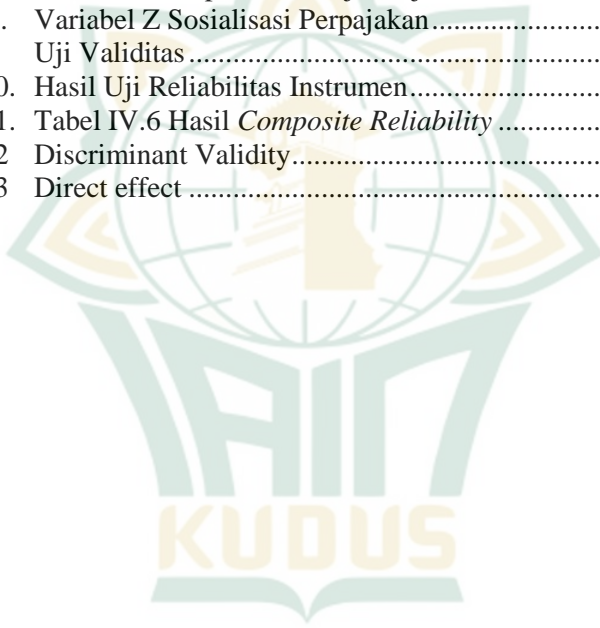 . Variabel Z Sosialisasi Perpajakan........................
Uji Validitas..........................................................
0. Hasil Uji Reliabilitas Instrumen...........................
1. Tabel IV.6 Hasil Composite Reliability ..............
2 Discriminant Validity...........................................
3 Direct effect ..........................................................
IAIN
KUDUS